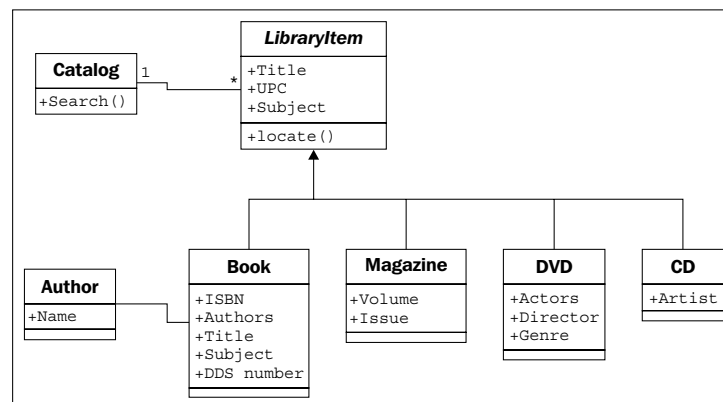 LibraryItem
+Title
+UPC
+Subject
+locate()
Catalog
+Search()
1
*
Book
+ISBN
+Authors
+Title
+Subject
+DDS number
Magazine
+Volume
+Issue
DVD
+Actors
+Director
+Genre
CD
+Artist
Author
+Name